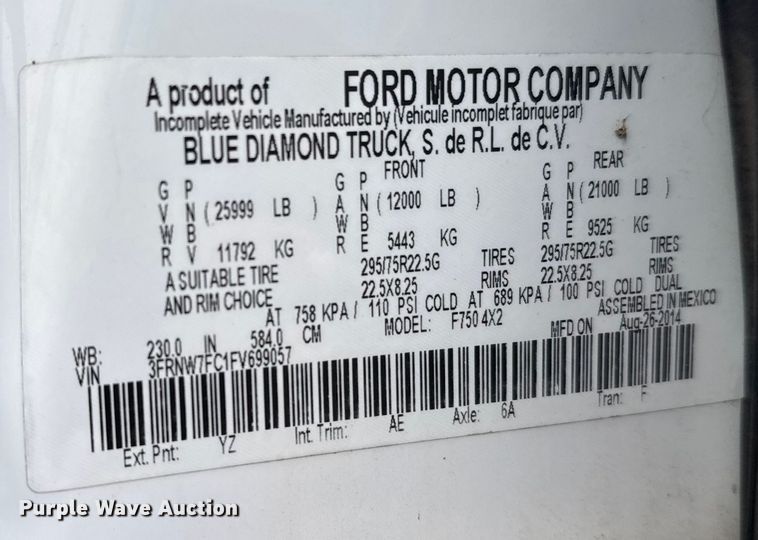 A product of FORD MOTOR COMPANY
Incomplete Vehicle Manufactured by (Vehicule incomplet fabrique par)
BLUE DIAMOND TRUCK, S. de R.L. de C.V.
FRONT REAR
G P G P G P
V N ( 25999 LB ) A N ( 12000 LB ) A N ( 21000 LB )
W B W B W B
R V 11792 KG R E 5443 KG R E 9525 KG
A SUITABLE TIRE 295/75R22.5G TIRES 295/75R22.5G TIRES
AND RIM CHOICE 22.5X8.25 RIMS 22.5X8.25 RIMS
AT 758 KPA / 110 PSI COLD AT 689 KPA / 100 PSI COLD DUAL
MODEL: F750 4X2 ASSEMBLED IN MEXICO
WB: 230.0 IN 584.0 CM MFD ON Aug-26-2014
VIN 3FRNW7FC1FV699057
Ext. Pnt: YZ Int. Trim: AE Axle: 6A Tran: F
Purple Wave Auction